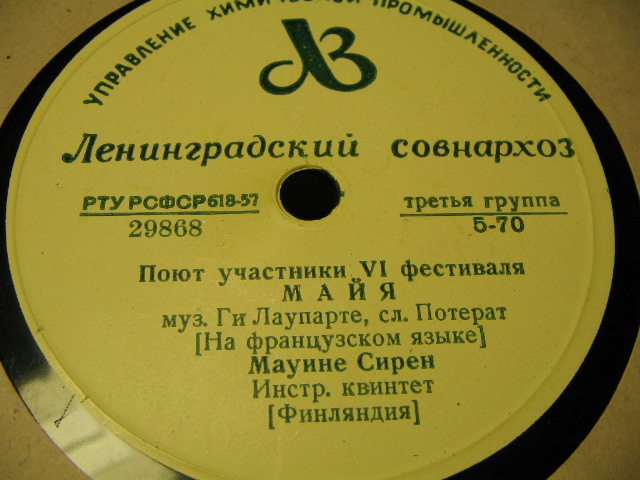 УПРАВЛЕНИЕ ХИМИЧЕСКОЙ ПРОМЫШЛЕННОСТИ
ЛЗ
Ленинградский совнархоз
РТУ РСФСР 618-57 третья группа
29868 5-70
Поют участники VI фестиваля
МАЙЯ
муз. Ги Лаупарте, сл. Потерат
[На французском языке]
Мауине Сирен
Инстр. квинтет
[Финляндия]